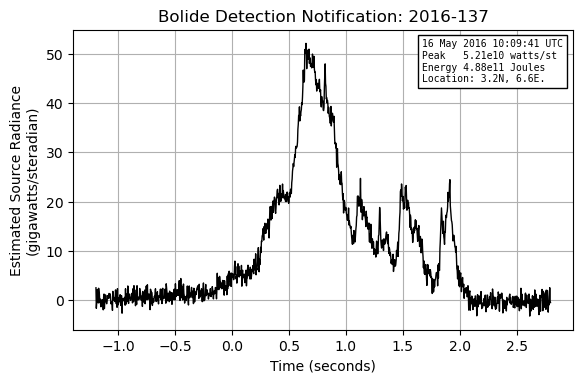 Bolide Detection Notification: 2016-137
16 May 2016 10:09:41 UTC
Peak 5.21e10 watts/st
Energy 4.88e11 Joules
Location: 3.2N, 6.6E.
Estimated Source Radiance
(gigawatts/steradian)
50
40
30
20
10
0
−1.0 −0.5 0.0 0.5 1.0 1.5 2.0 2.5
Time (seconds)